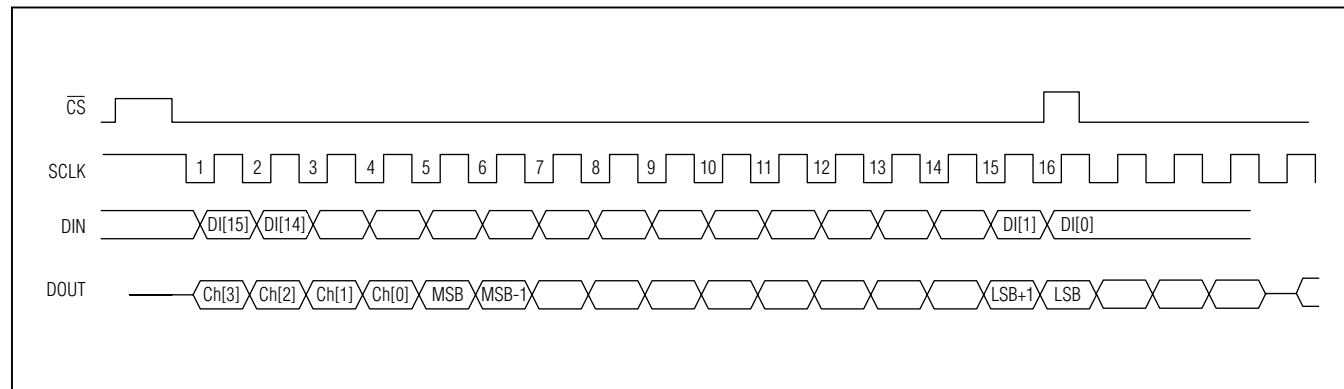 CS
SCLK 1 2 3 4 5 6 7 8 9 10 11 12 13 14 15 16
DIN DI[15] DI[14] DI[1] DI[0]
DOUT Ch[3] Ch[2] Ch[1] Ch[0] MSB MSB-1 LSB+1 LSB